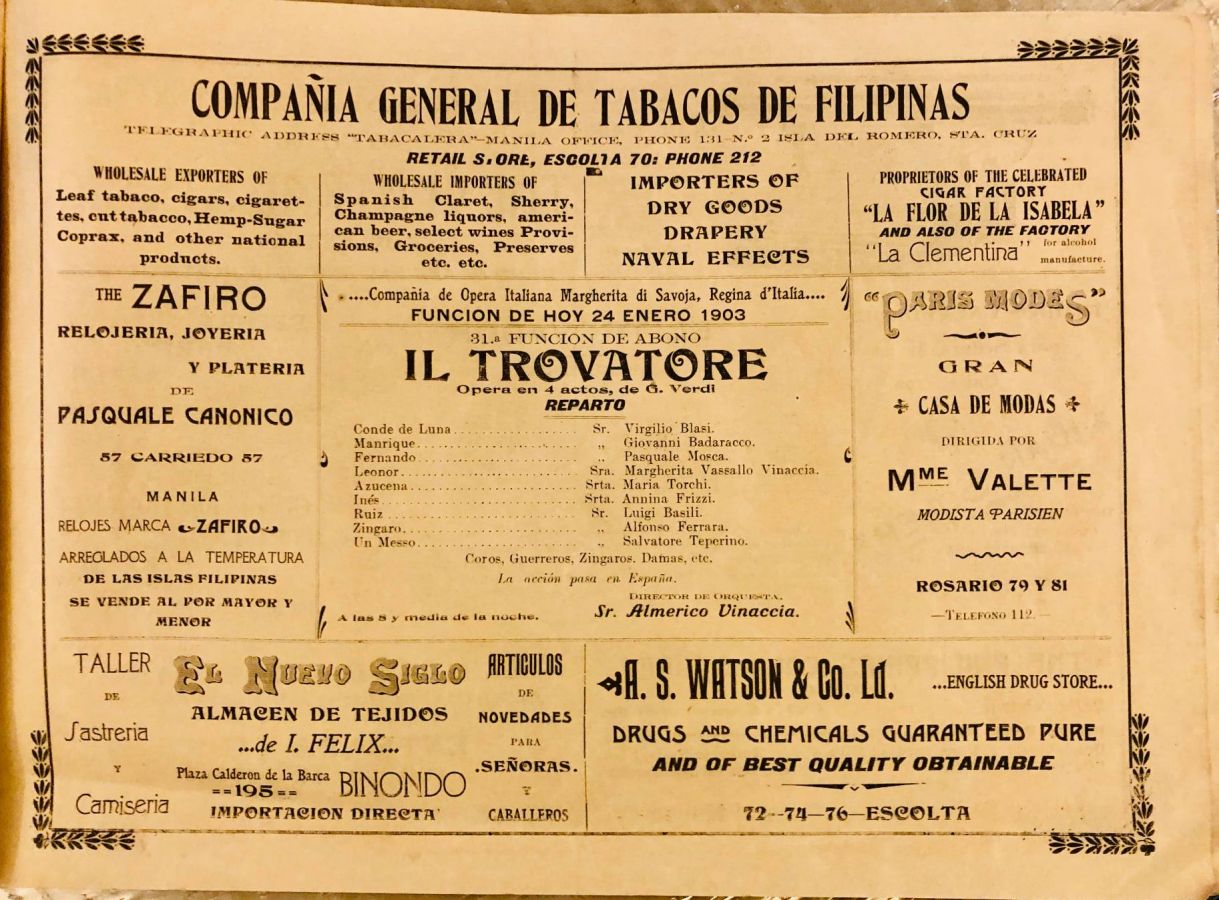 COMPAÑIA GENERAL DE TABACOS DE FILIPINAS
TELEGRAPHIC ADDRESS "TABACALERA"—MANILA OFFICE, PHONE 131—N.º 2 ISLA DEL ROMERO, STA. CRUZ
RETAIL S.ORE, ESCOLTA 70: PHONE 212
WHOLESALE EXPORTERS OF
Leaf tabaco, cigars, cigaret-
tes, cut tabacco, Hemp-Sugar
Coprax, and other national
products.
WHOLESALE IMPORTERS OF
Spanish Claret, Sherry,
Champagne liquors, ameri-
can beer, select wines Provi-
sions, Groceries, Preserves
etc. etc.
IMPORTERS OF
DRY GOODS
DRAPERY
NAVAL EFFECTS
PROPRIETORS OF THE CELEBRATED
CIGAR FACTORY
"LA FLOR DE LA ISABELA"
AND ALSO OF THE FACTORY
"La Clementina" for alcohol
manufacture.
THE ZAFIRO
RELOJERIA, JOYERIA
Y PLATERIA
DE
PASQUALE CANONICO
57 CARRIEDO 57
MANILA
RELOJES MARCA ZAFIRO
ARREGLADOS A LA TEMPERATURA
DE LAS ISLAS FILIPINAS
SE VENDE AL POR MAYOR Y
MENOR
....Compañia de Opera Italiana Margherita di Savoja, Regina d'Italia....
FUNCION DE HOY 24 ENERO 1903
31.a FUNCION DE ABONO
IL TROVATORE
Opera en 4 actos, de G. Verdi
REPARTO
Conde de Luna.................... Sr. Virgilio Blasi.
Manrique.................... „ Giovanni Badaracco.
Fernando.................... „ Pasquale Mosca.
Leonor.................... Sra. Margherita Vassallo Vinaccia.
Azucena.................... Srta. Maria Torchi.
Inés.................... Srta. Annina Frizzi.
Ruiz.................... Sr. Luigi Basili.
Zingaro.................... „ Alfonso Ferrara.
Un Messo.................... „ Salvatore Teperino.
Coros, Guerreros, Zingaros. Damas, etc.
La acción pasa en España.
DIRECTOR DE ORQUESTA.
A las 8 y media de la noche. Sr. Almerico Vinaccia.
"PARIS MODES"
GRAN
CASA DE MODAS
DIRIGIDA POR
MME VALETTE
MODISTA PARISIEN
ROSARIO 79 Y 81
—TELEFONO 112.—
TALLER
DE
Sastreria
Y
Camiseria
EL NUEVO SIGLO
ALMACEN DE TEJIDOS
...de I. FELIX...
Plaza Calderon de la Barca
==195== BINONDO
IMPORTACION DIRECTA
ARTICULOS
DE
NOVEDADES
PARA
.SEÑORAS.
Y
CABALLEROS
A. S. WATSON & Co. Ld. ...ENGLISH DRUG STORE...
DRUGS AND CHEMICALS GUARANTEED PURE
AND OF BEST QUALITY OBTAINABLE
72--74—76—ESCOLTA